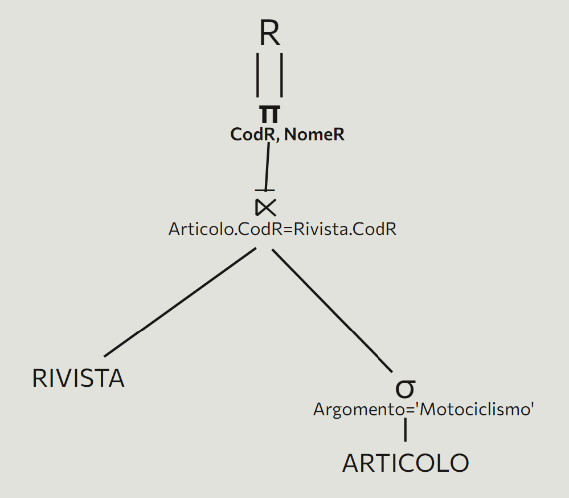 R
π
CodR, NomeR
⋉
Articolo.CodR=Rivista.CodR
RIVISTA
σ
Argomento='Motociclismo'
ARTICOLO